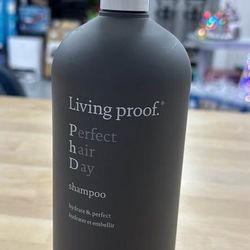 Living proof.®
Perfect
hair
Day
shampoo
hydrate & perfect
hydrater et embellir